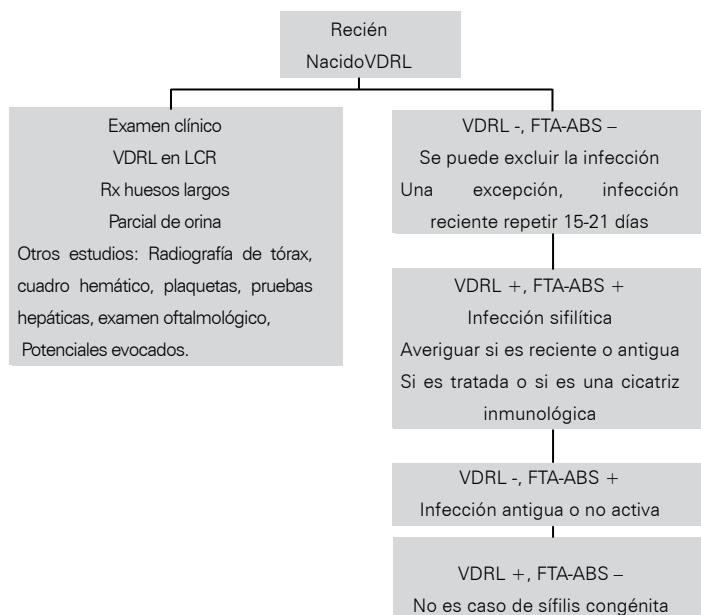 Recién
NacidoVDRL
Examen clínico
VDRL en LCR
Rx huesos largos
Parcial de orina
Otros estudios: Radiografía de tórax,
cuadro hemático, plaquetas, pruebas
hepáticas, examen oftalmológico,
Potenciales evocados.
VDRL -, FTA-ABS –
Se puede excluir la infección
Una excepción, infección
reciente repetir 15-21 días
VDRL +, FTA-ABS +
Infección sifilítica
Averiguar si es reciente o antigua
Si es tratada o si es una cicatriz
inmunológica
VDRL -, FTA-ABS +
Infección antigua o no activa
VDRL +, FTA-ABS –
No es caso de sífilis congénita